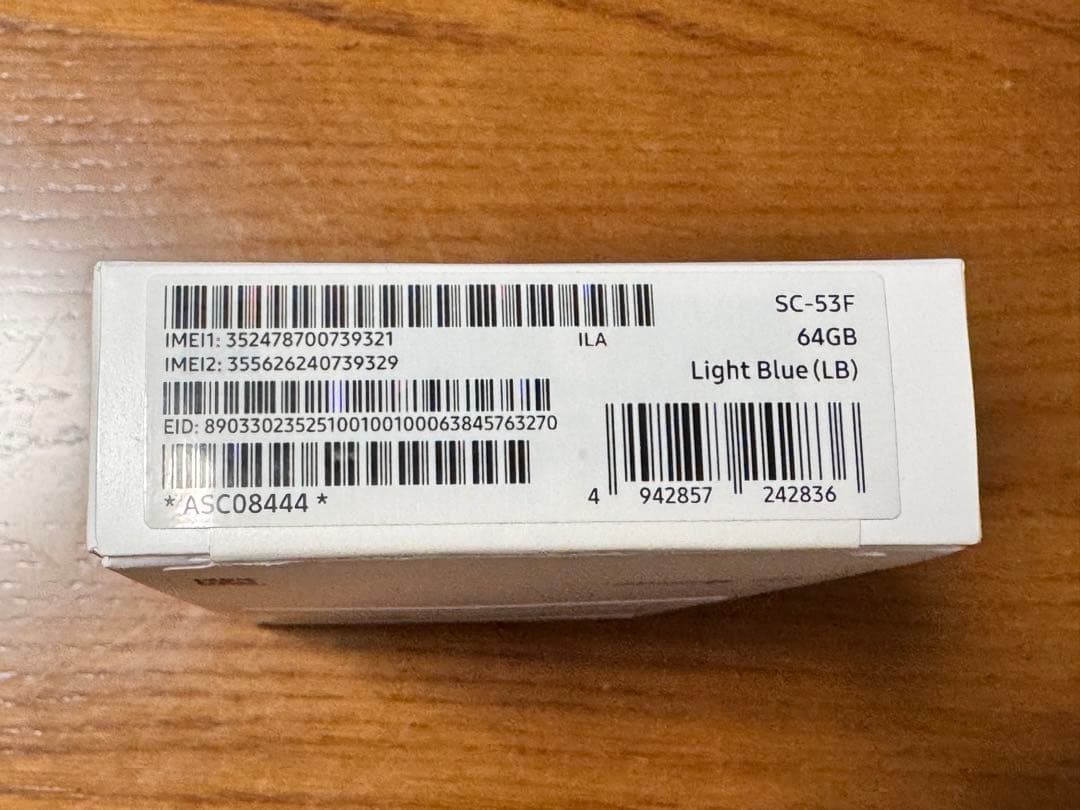 SC-53F
IMEI1: 352478700739321 ILA 64GB
IMEI2: 355626240739329 Light Blue (LB)
EID: 89033023525100100100063845763270
* ASC08444 *
4 942857 242836